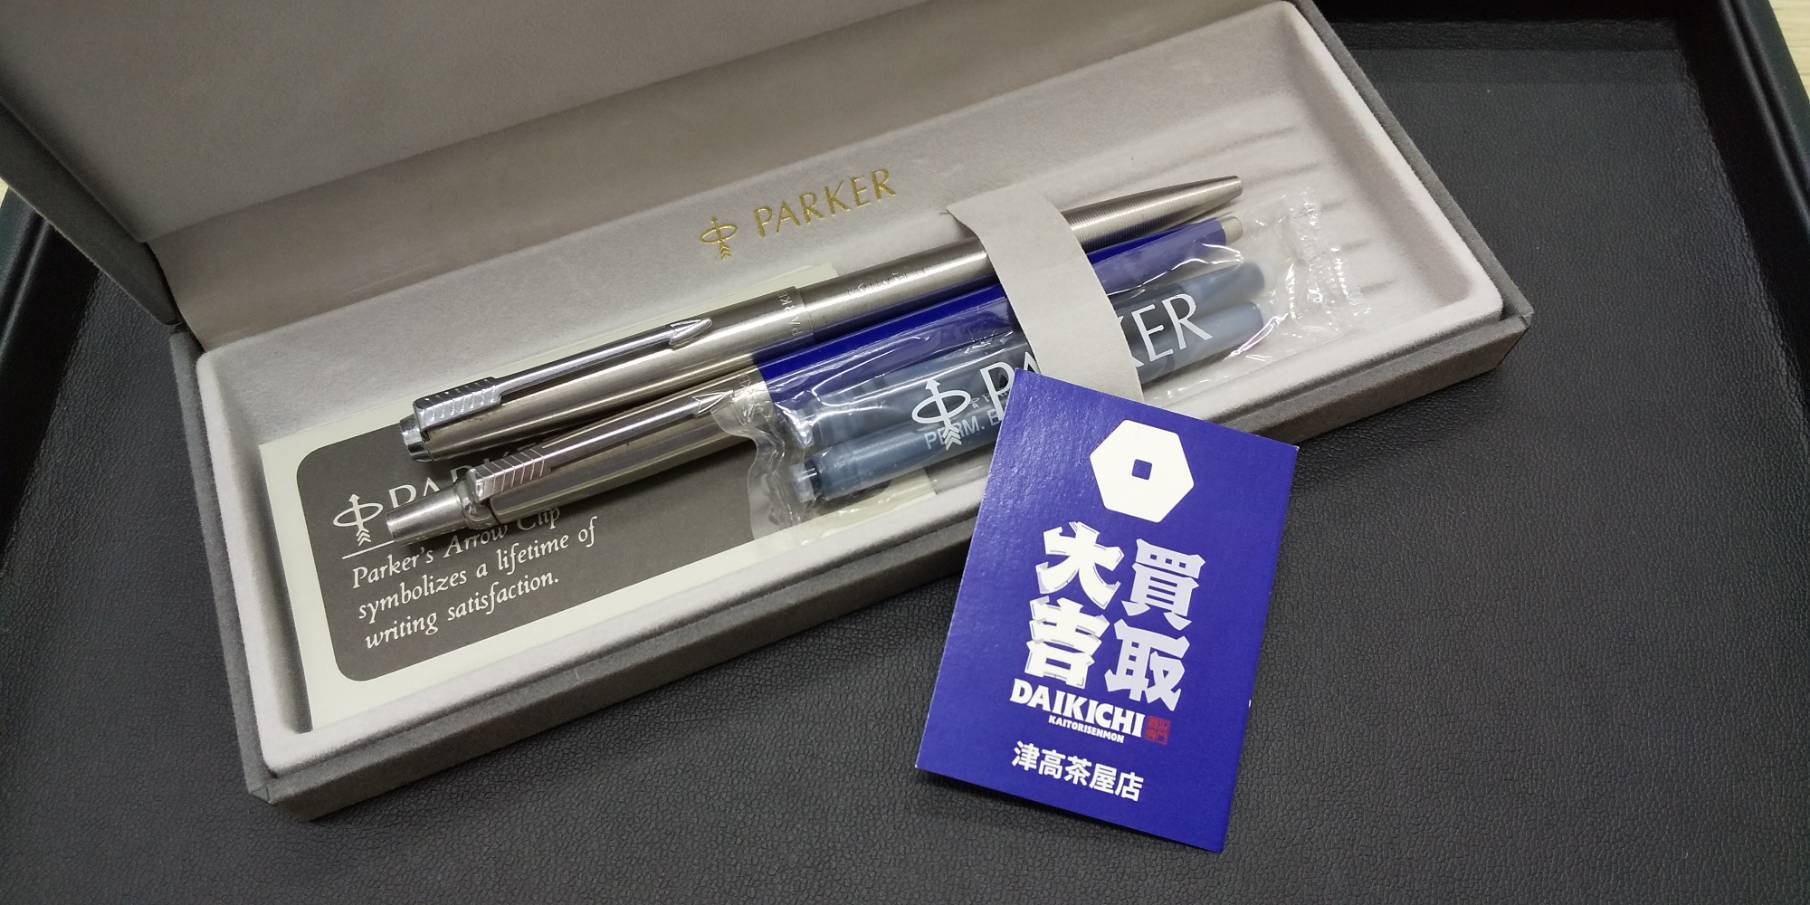 PARKER
PARKER
PERM. B
PAR
Parker's Arrow Clip
symbolizes a lifetime of
writing satisfaction.
買取
大吉
DAIKICHI
KAITORISENMON
津高茶屋店